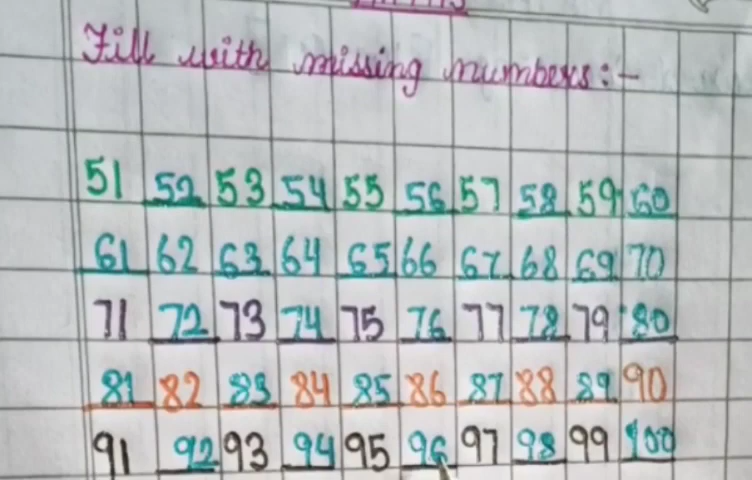 Fill with missing numbers:-
51 52 53 54 55 56 57 58 59 60
61 62 63 64 65 66 67 68 69 70
71 72 73 74 75 76 77 78 79 80
81 82 83 84 85 86 87 88 89 90
91 92 93 94 95 96 97 98 99 100